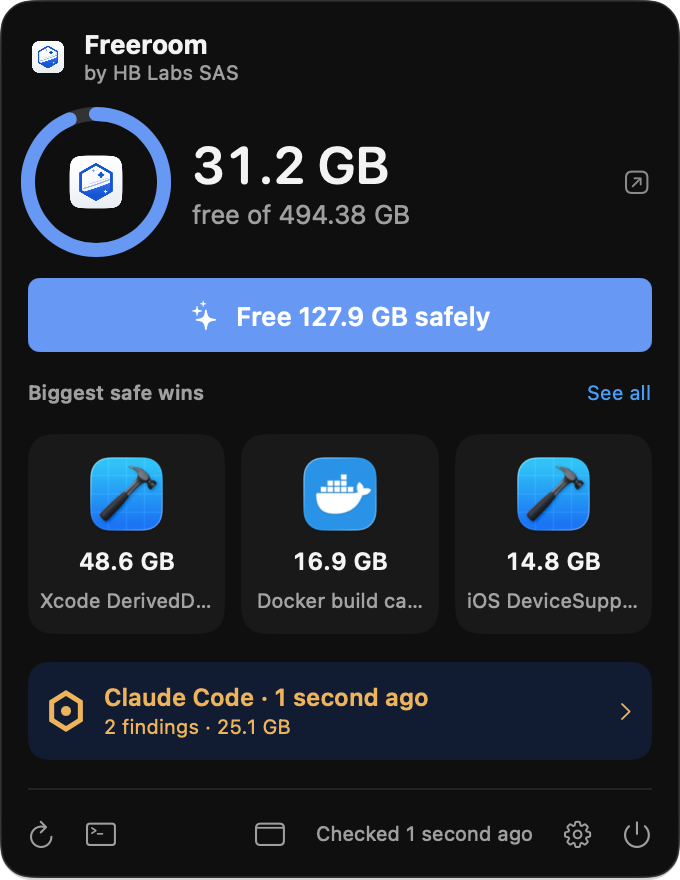 Freeroom
by HB Labs SAS
31.2 GB
free of 494.38 GB
Free 127.9 GB safely
Biggest safe wins
See all
48.6 GB
Xcode DerivedD...
16.9 GB
Docker build ca...
14.8 GB
iOS DeviceSupp...
Claude Code · 1 second ago
2 findings · 25.1 GB
Checked 1 second ago